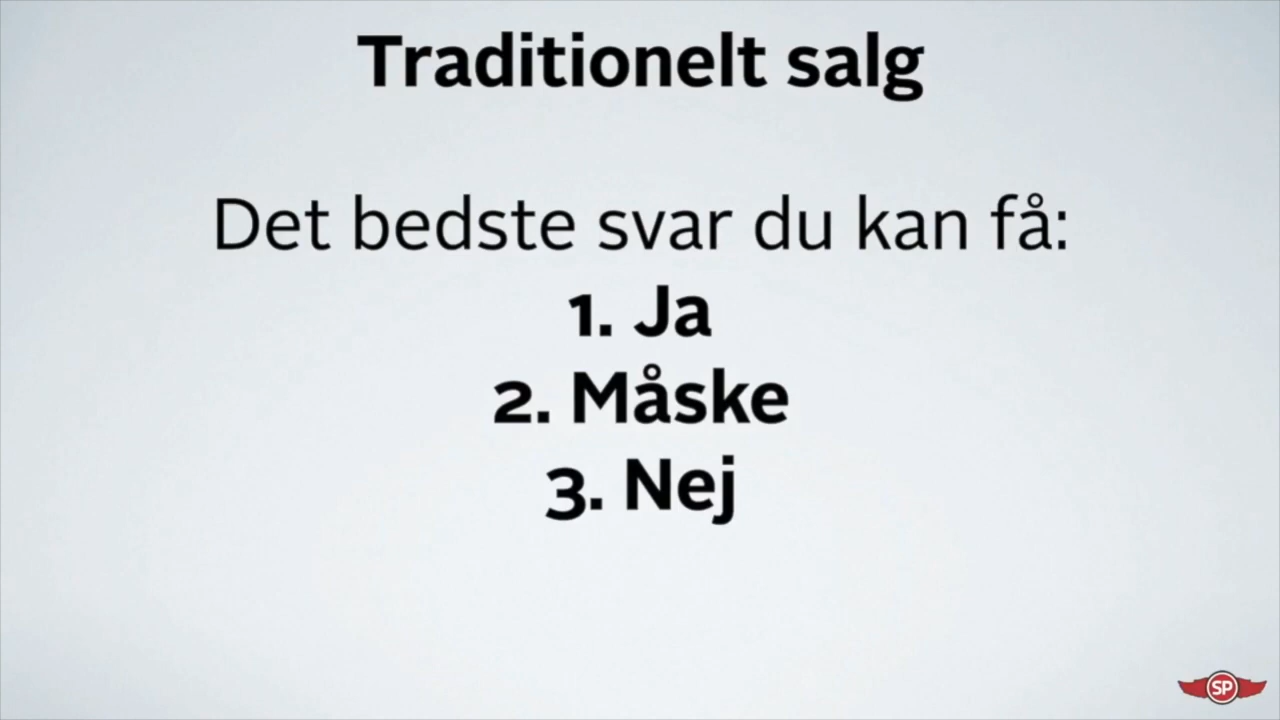 Traditionelt salg
Det bedste svar du kan få:
1. Ja
2. Måske
3. Nej
SP